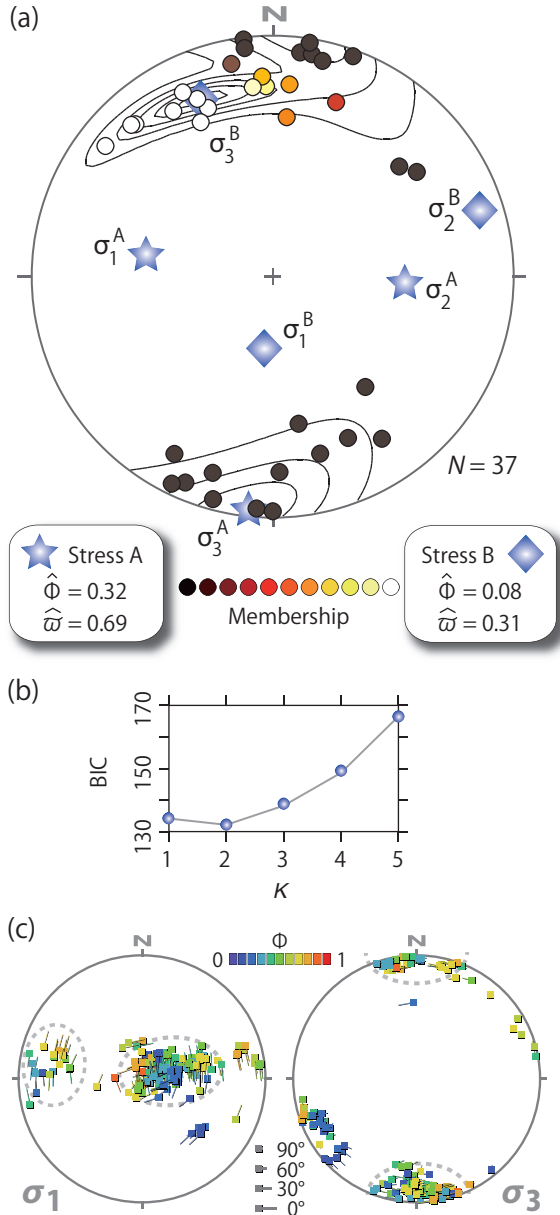 (a)
N
σ₃ᴮ
σ₂ᴮ
σ₁ᴬ
σ₂ᴬ
σ₁ᴮ
N = 37
σ₃ᴬ
Stress A
Φ̂ = 0.32
ϖ̂ = 0.69
Membership
Stress B
Φ̂ = 0.08
ϖ̂ = 0.31
(b)
BIC
170
150
130
1 2 3 4 5
K
(c)
N
Φ
0 1
N
90°
60°
30°
0°
σ₁
σ₃